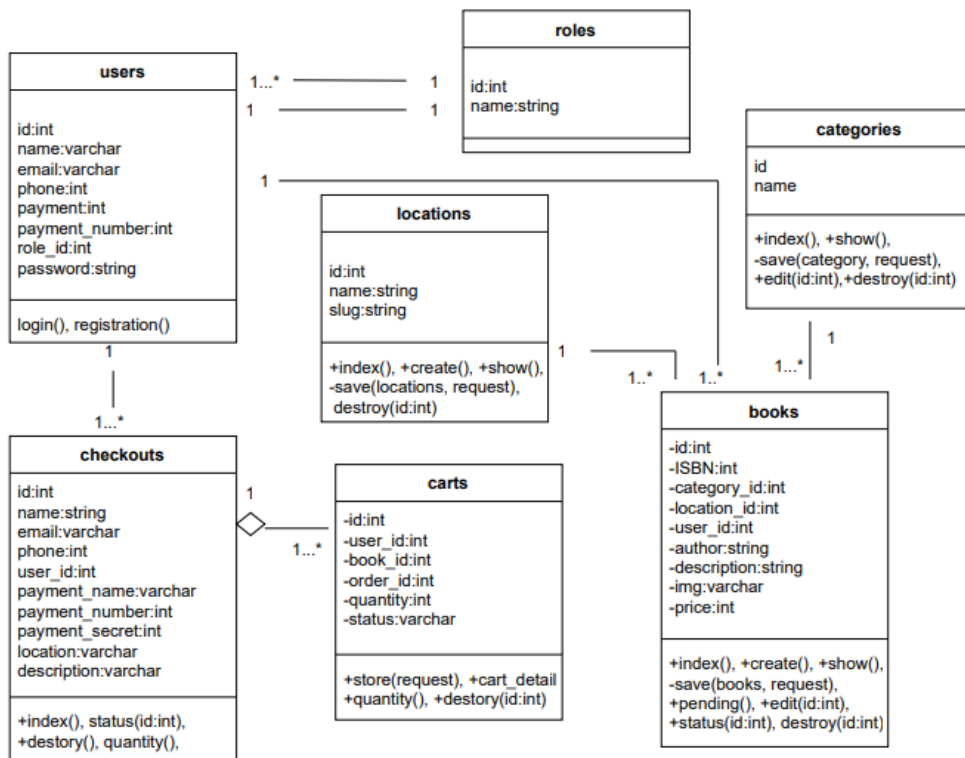 roles
id:int
name:string
users
id:int
name:varchar
email:varchar
phone:int
payment:int
payment_number:int
role_id:int
password:string
login(), registration()
1...*
1
1
1
1
categories
id
name
+index(), +show(),
-save(category, request),
+edit(id:int),+destroy(id:int)
locations
id:int
name:string
slug:string
+index(), +create(), +show(),
-save(locations, request),
destroy(id:int)
1
1..*
1..*
1...*
1
1
1...*
books
-id:int
-ISBN:int
-category_id:int
-location_id:int
-user_id:int
-author:string
-description:string
-img:varchar
-price:int
+index(), +create(), +show(),
-save(books, request),
+pending(), +edit(id:int),
+status(id:int), destroy(id:int)
checkouts
id:int
name:string
email:varchar
phone:int
user_id:int
payment_name:varchar
payment_number:int
payment_secret:int
location:varchar
description:varchar
+index(), status(id:int),
+destory(), quantity(),
1
1...*
carts
-id:int
-user_id:int
-book_id:int
-order_id:int
-quantity:int
-status:varchar
+store(request), +cart_detail
+quantity(), +destory(id:int)